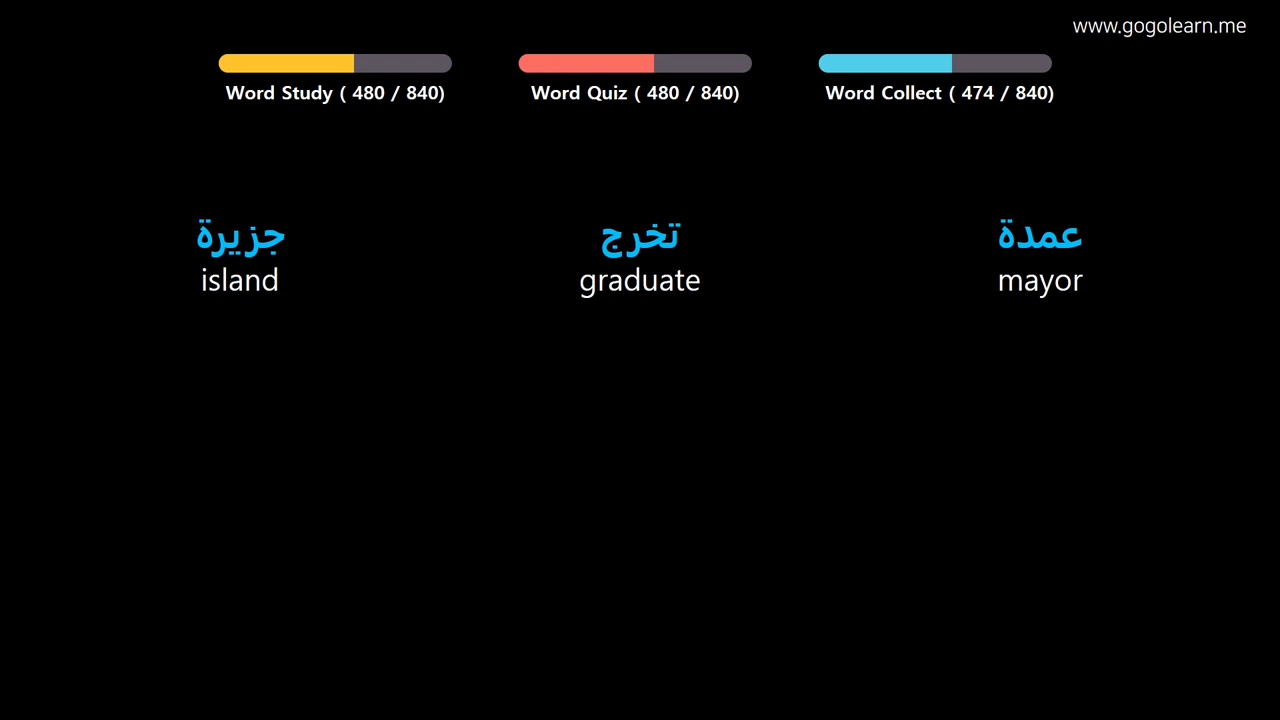 www.gogolearn.me
Word Study ( 480 / 840)
Word Quiz ( 480 / 840)
Word Collect ( 474 / 840)
جزيرة
island
تخرج
graduate
عمدة
mayor